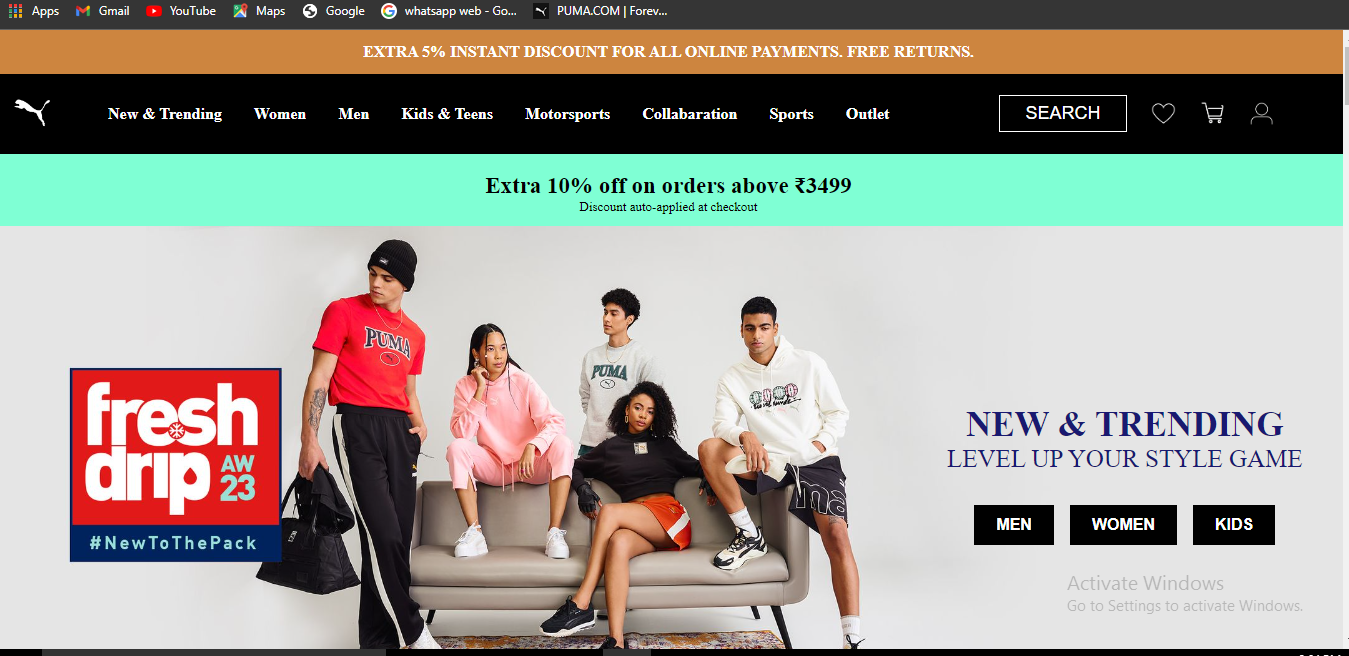 Apps Gmail YouTube Maps Google whatsapp web - Go... PUMA.COM | Forev...
EXTRA 5% INSTANT DISCOUNT FOR ALL ONLINE PAYMENTS. FREE RETURNS.
New & Trending Women Men Kids & Teens Motorsports Collabaration Sports Outlet SEARCH
Extra 10% off on orders above ₹3499
Discount auto-applied at checkout
PUMA
PUMA
fresh
drip AW
23
#NewToThePack
NEW & TRENDING
LEVEL UP YOUR STYLE GAME
MEN WOMEN KIDS
Activate Windows
Go to Settings to activate Windows.